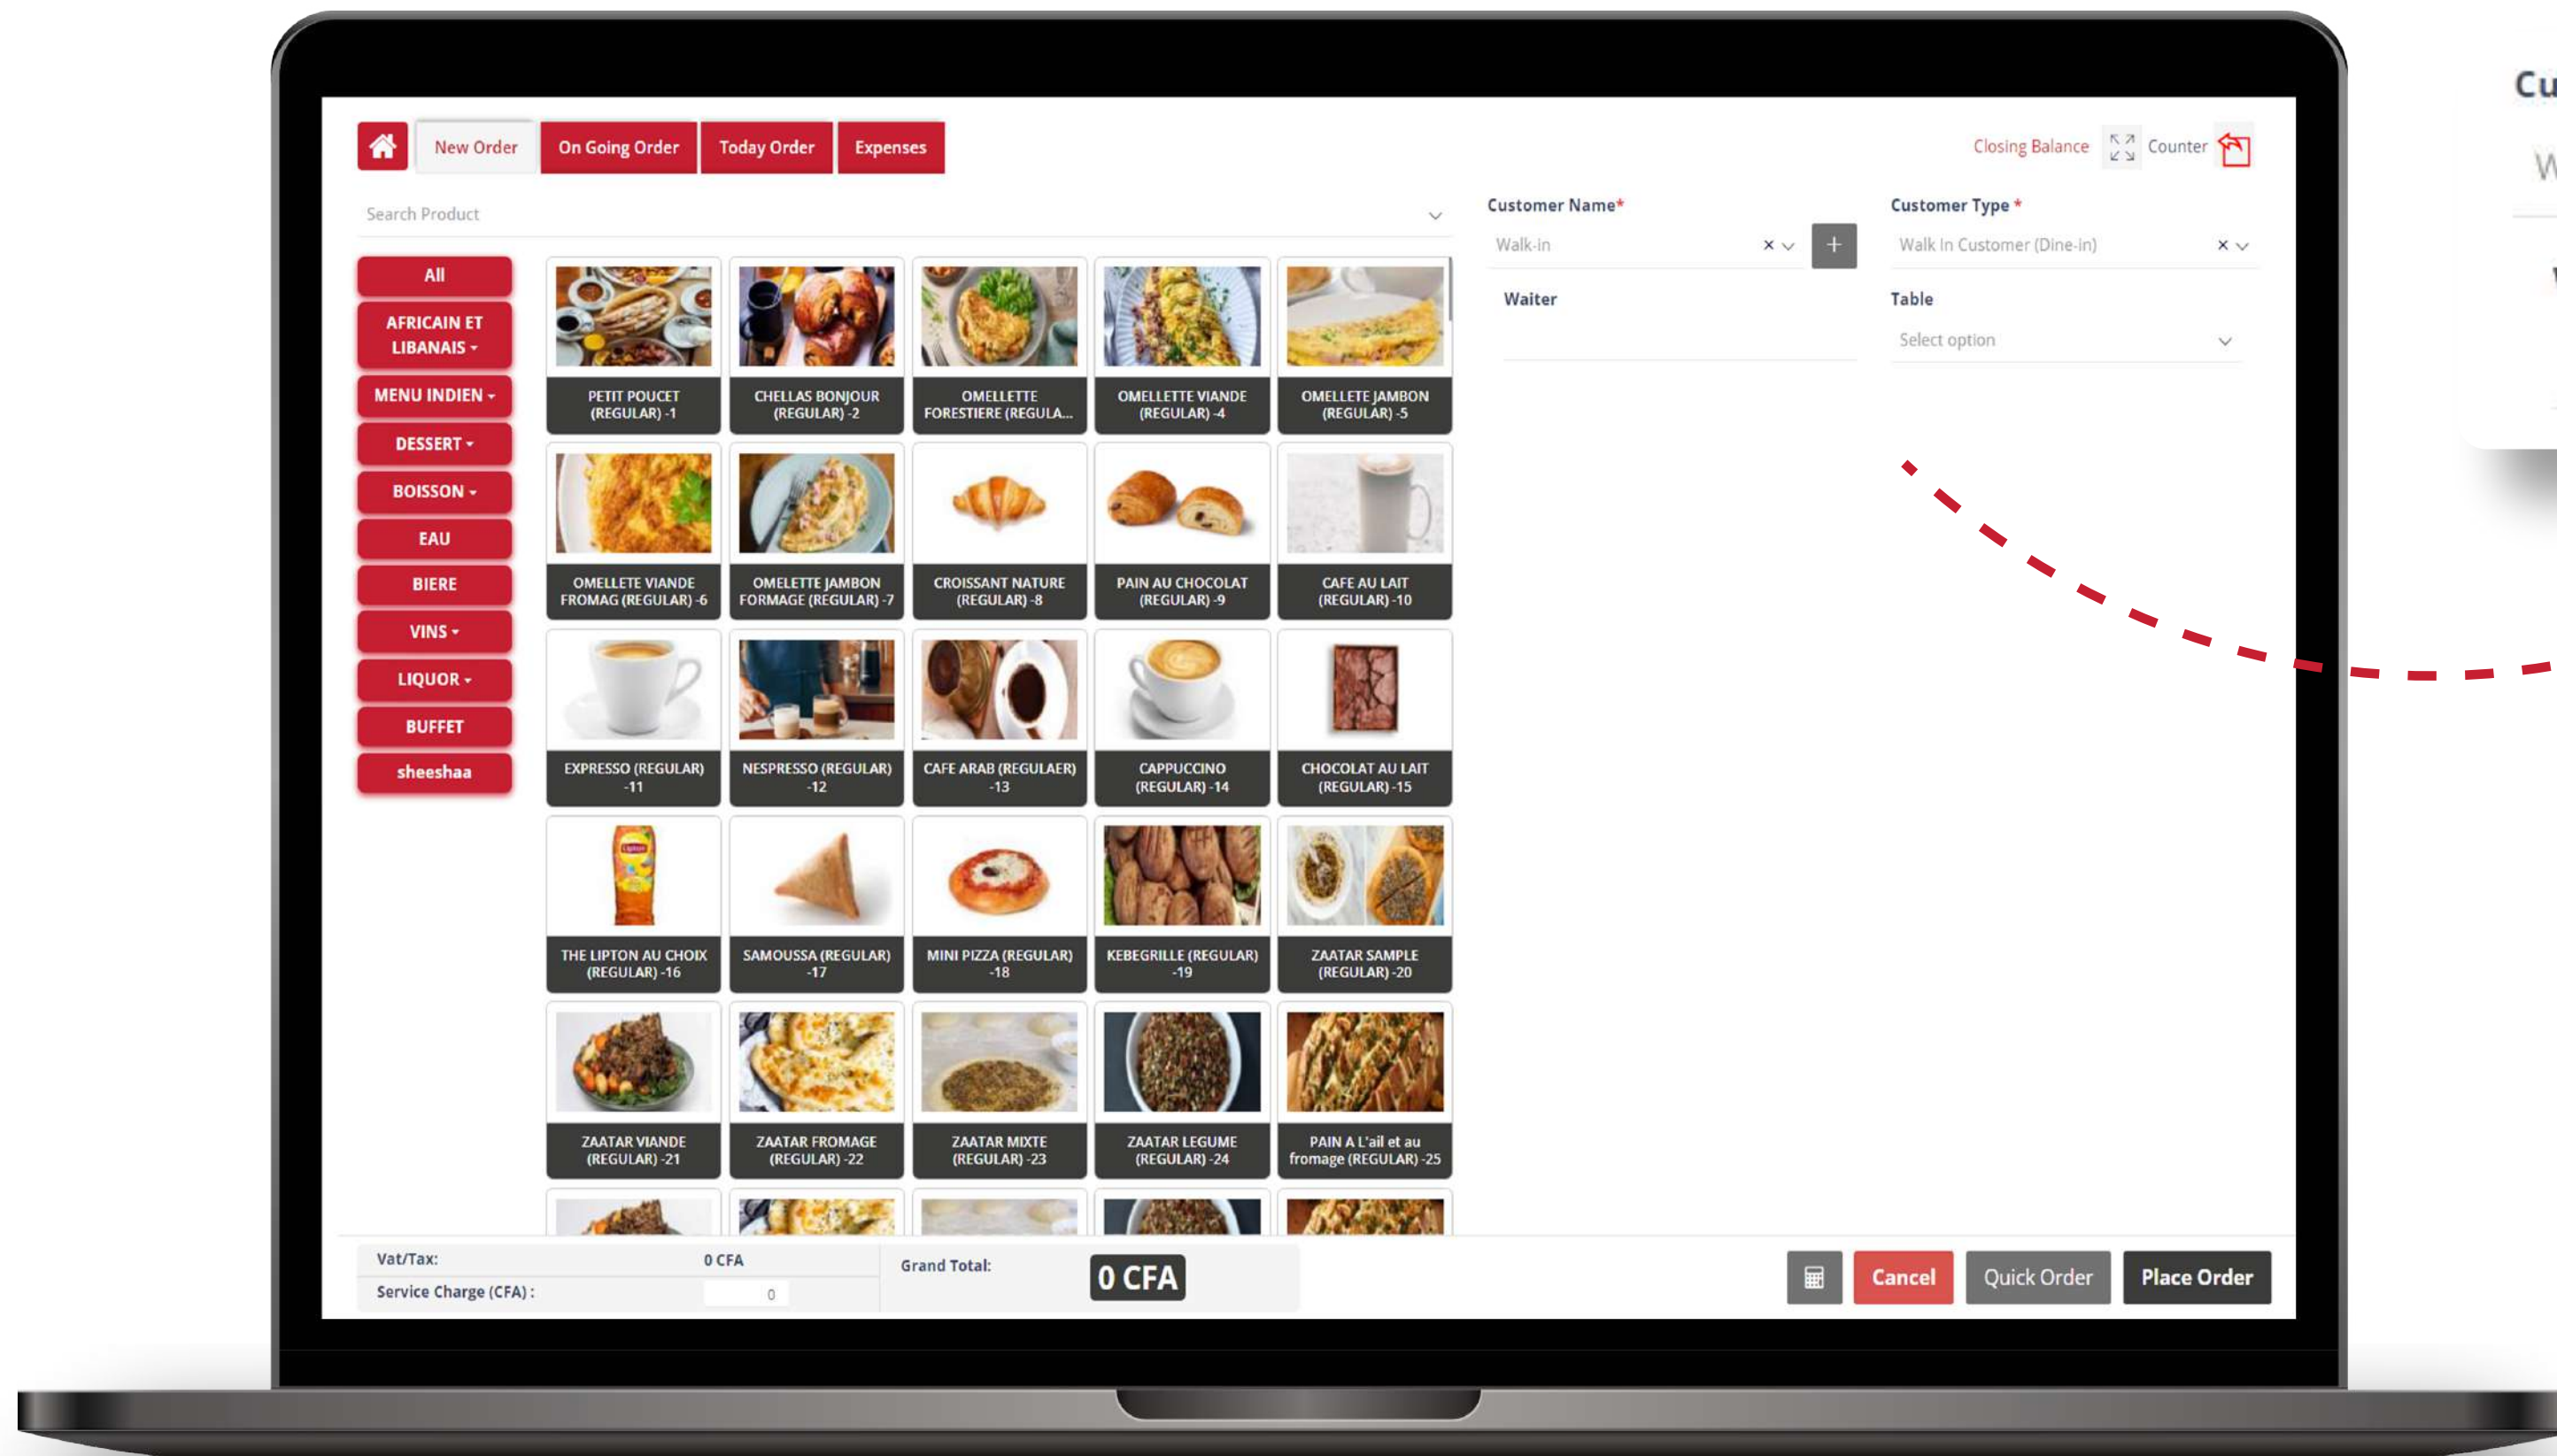 New Order
On Going Order
Today Order
Expenses
Closing Balance
Counter
Search Product
Customer Name*
Customer Type *
Walk-in
Walk In Customer (Dine-in)
Waiter
Table
Select option
All
AFRICAIN ET
LIBANAIS
MENU INDIEN
DESSERT
BOISSON
EAU
BIERE
VINS
LIQUOR
BUFFET
sheeshaa
PETIT POUCET
(REGULAR) -1
CHELLAS BONJOUR
(REGULAR) -2
OMELLETTE
FORESTIERE (REGULA...
OMELLETTE VIANDE
(REGULAR) -4
OMELLETE JAMBON
(REGULAR) -5
OMELLETE VIANDE
FROMAG (REGULAR) -6
OMELETTE JAMBON
FORMAGE (REGULAR) -7
CROISSANT NATURE
(REGULAR) -8
PAIN AU CHOCOLAT
(REGULAR) -9
CAFE AU LAIT
(REGULAR) -10
EXPRESSO (REGULAR)
-11
NESPRESSO (REGULAR)
-12
CAFE ARAB (REGULAER)
-13
CAPPUCCINO
(REGULAR) -14
CHOCOLAT AU LAIT
(REGULAR) -15
Lipton
THE LIPTON AU CHOIX
(REGULAR) -16
SAMOUSSA (REGULAR)
-17
MINI PIZZA (REGULAR)
-18
KEBEGRILLE (REGULAR)
-19
ZAATAR SAMPLE
(REGULAR) -20
ZAATAR VIANDE
(REGULAR) -21
ZAATAR FROMAGE
(REGULAR) -22
ZAATAR MIXTE
(REGULAR) -23
ZAATAR LEGUME
(REGULAR) -24
PAIN A L'ail et au
fromage (REGULAR) -25
Vat/Tax:
0 CFA
Service Charge (CFA) :
0
Grand Total:
0 CFA
Cancel
Quick Order
Place Order
Cu